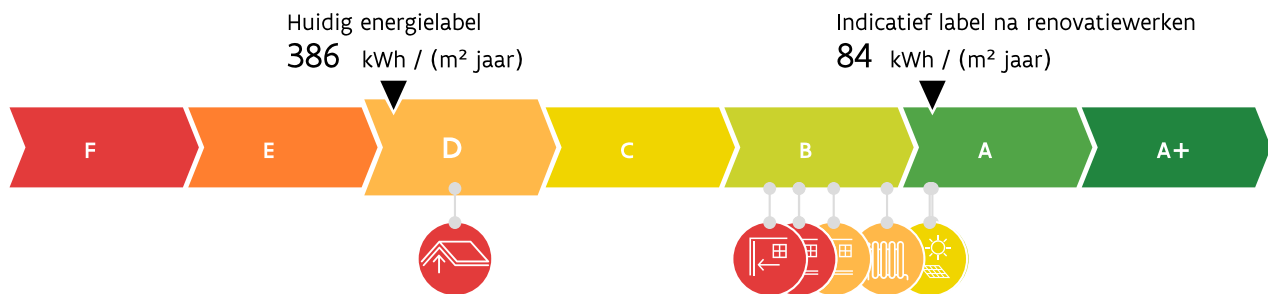 Huidig energielabel
386 kWh / (m² jaar)
Indicatief label na renovatiewerken
84 kWh / (m² jaar)
F E D C B A A+